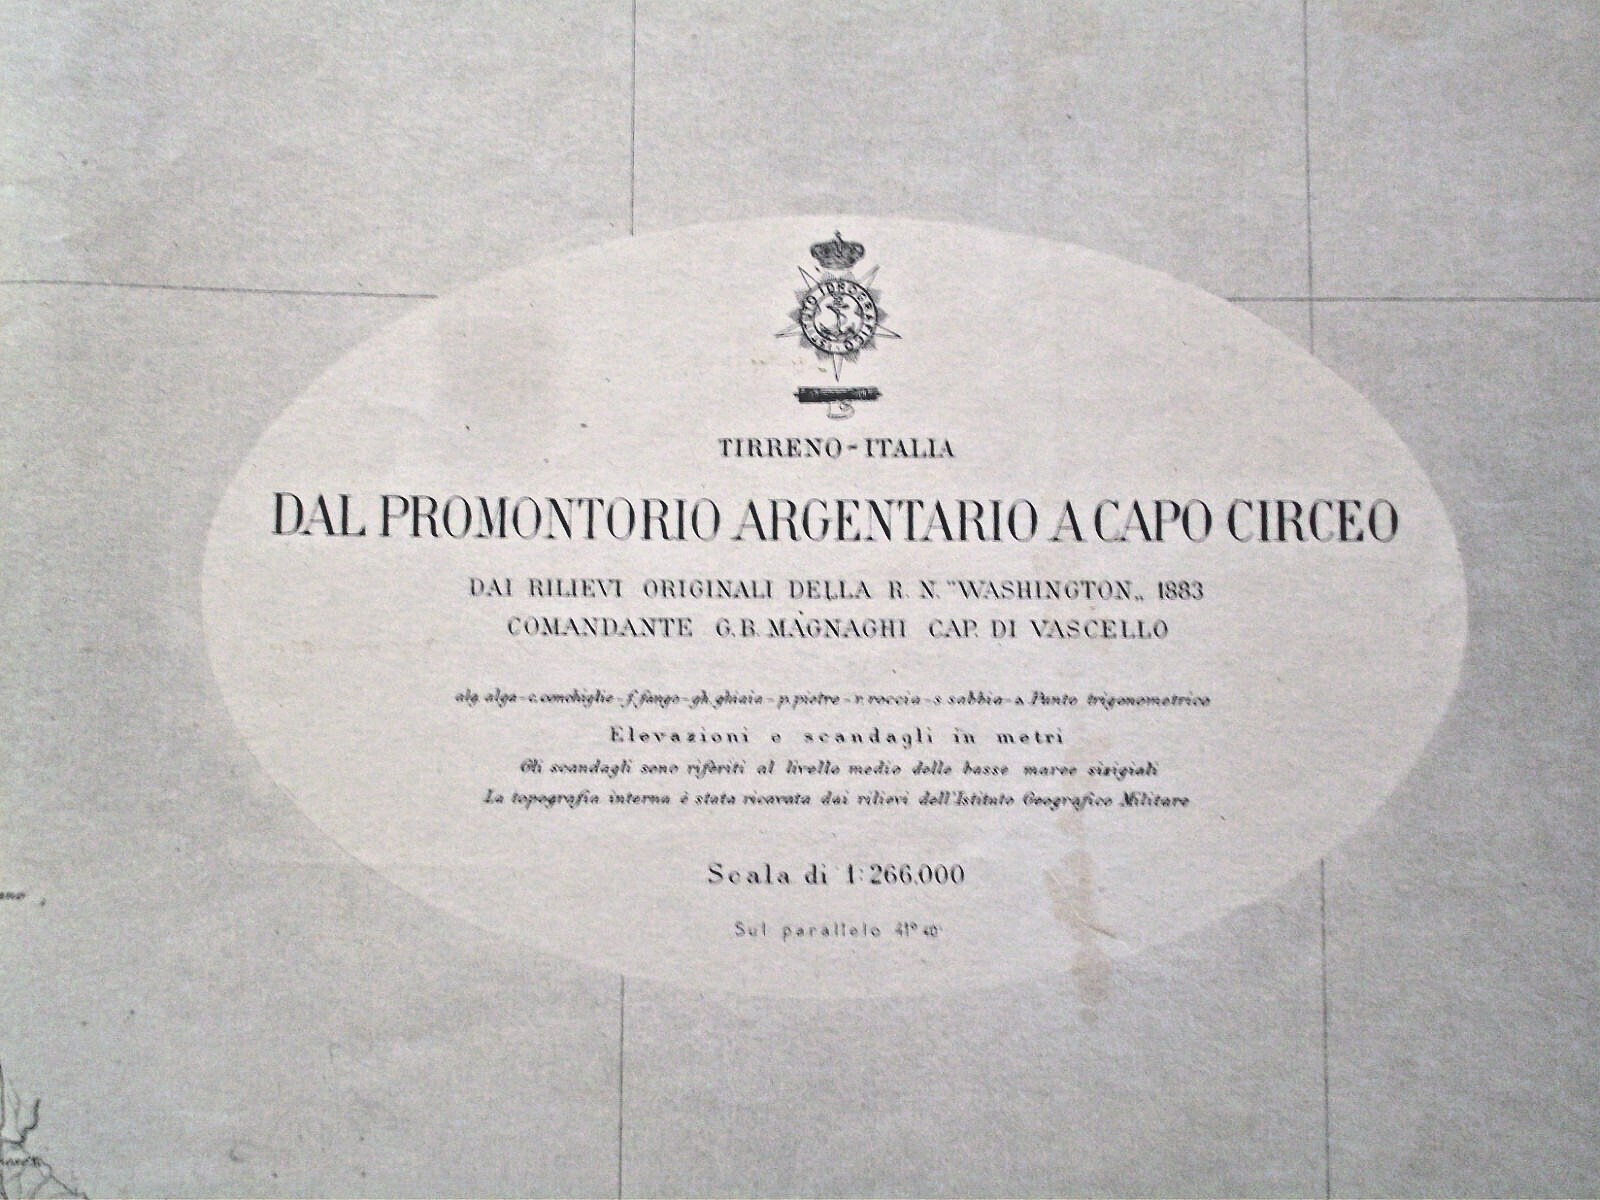 ISTITUTO IDROGRAFICO
TIRRENO-ITALIA
DAL PROMONTORIO ARGENTARIO A CAPO CIRCEO
DAI RILIEVI ORIGINALI DELLA R. N. "WASHINGTON„ 1883
COMANDANTE G. B. MAGNAGHI CAP. DI VASCELLO
alg. alga - c. conchiglie - f. fango - gh. ghiaia - p. pietre - r. roccia - s. sabbia - Punto trigonometrico
Elevazioni e scandagli in metri
Gli scandagli sono riferiti al livello medio delle basse maree sizigiali
La topografia interna è stata ricavata dai rilievi dell'Istituto Geografico Militare
Scala di 1:266.000
Sul parallelo 41° 40'